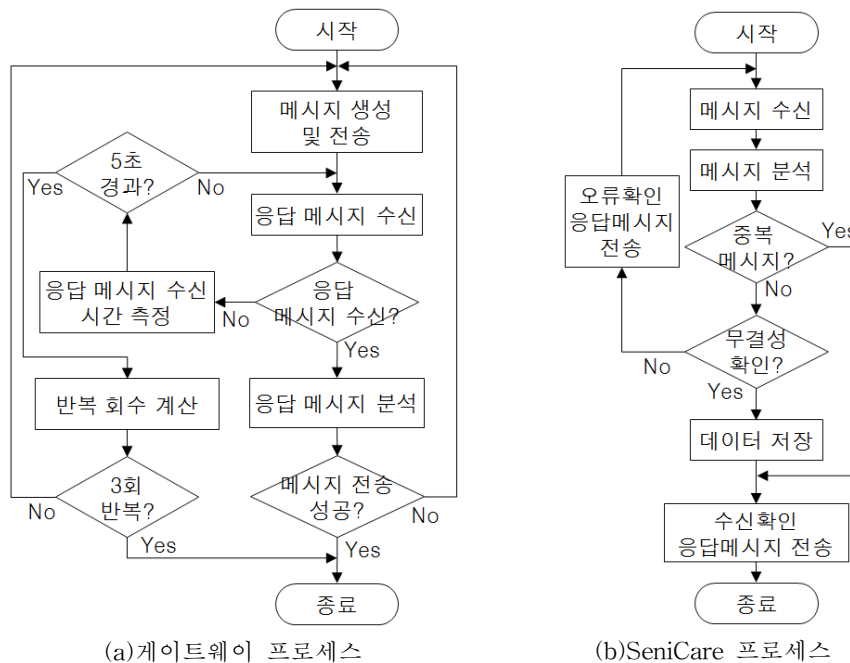 시작
메시지 생성
및 전송
5초
경과?
Yes
No
응답 메시지 수신
응답 메시지 수신
시간 측정
응답
메시지 수신?
No
Yes
반복 회수 계산
응답 메시지 분석
3회
반복?
메시지 전송
성공?
No
No
Yes
Yes
종료
(a)게이트웨이 프로세스
시작
메시지 수신
메시지 분석
오류확인
응답메시지
전송
중복
메시지?
Yes
No
무결성
확인?
No
Yes
데이터 저장
수신확인
응답메시지 전송
종료
(b)SeniCare 프로세스